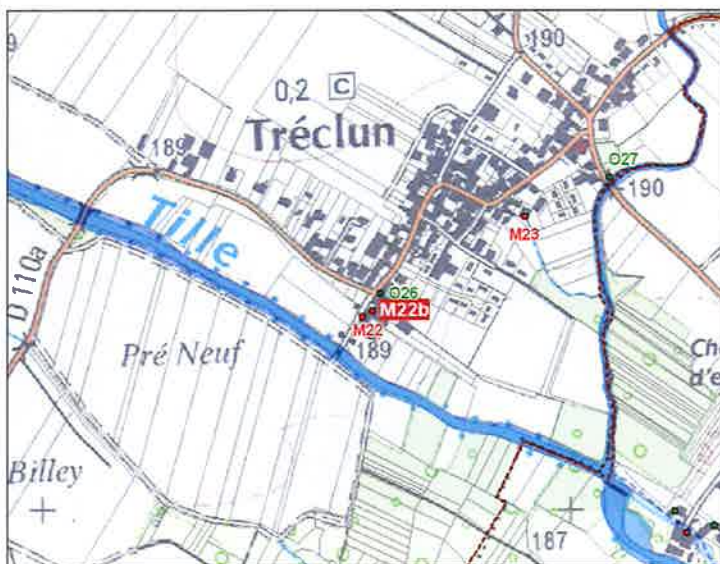 190
0,2 C
Tréclun
189
O27
190
M23
Tille
D 110a
O26
M22b
M22
189
Pré Neuf
Billey
187